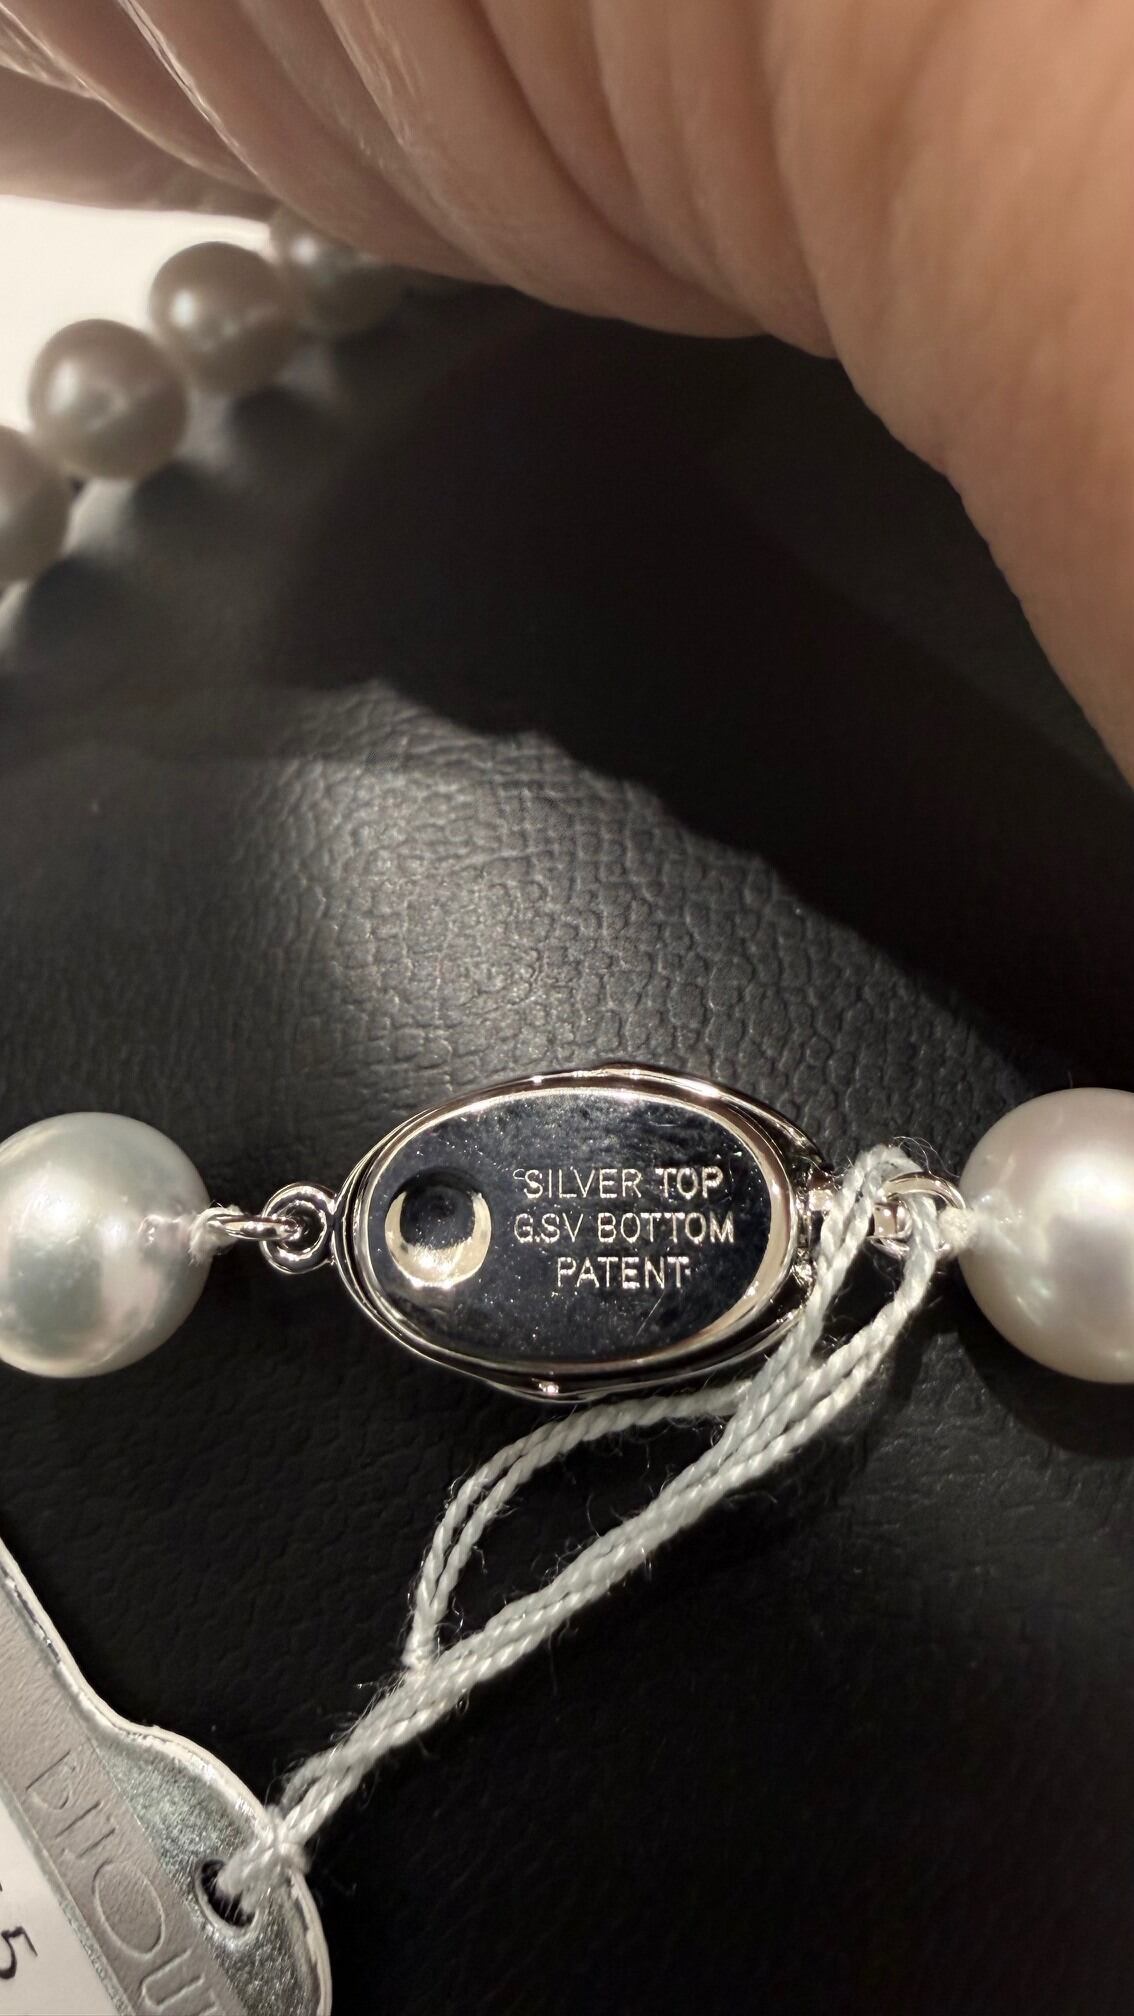 SILVER TOP
G.SV BOTTOM
PATENT